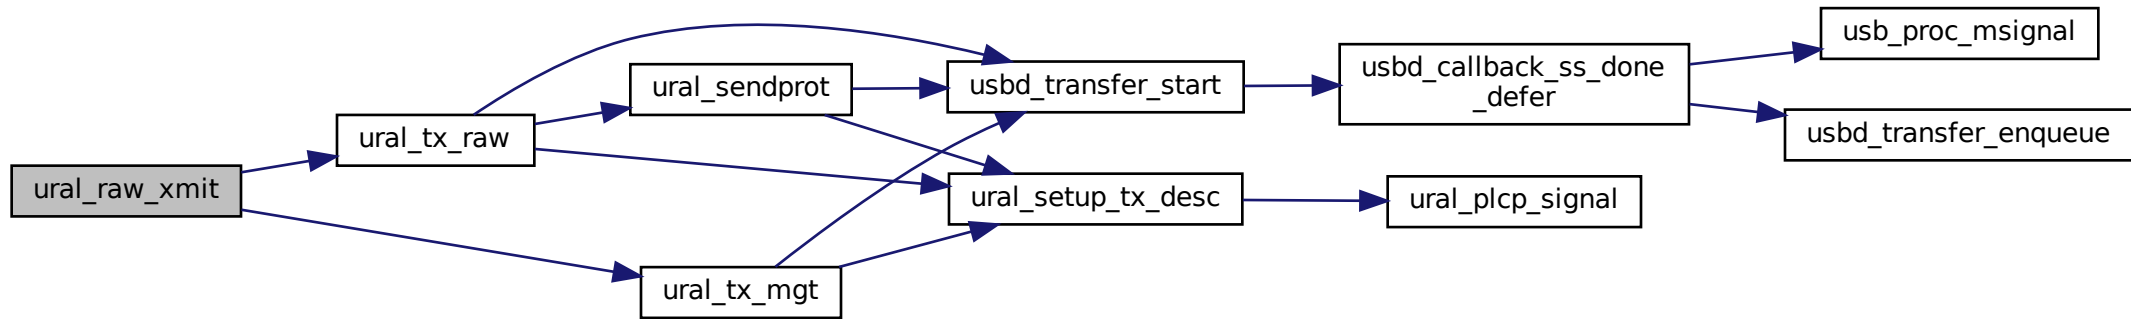 ural_raw_xmit
ural_tx_raw
ural_sendprot
ural_tx_mgt
usbd_transfer_start
ural_setup_tx_desc
usbd_callback_ss_done
_defer
ural_plcp_signal
usb_proc_msignal
usbd_transfer_enqueue